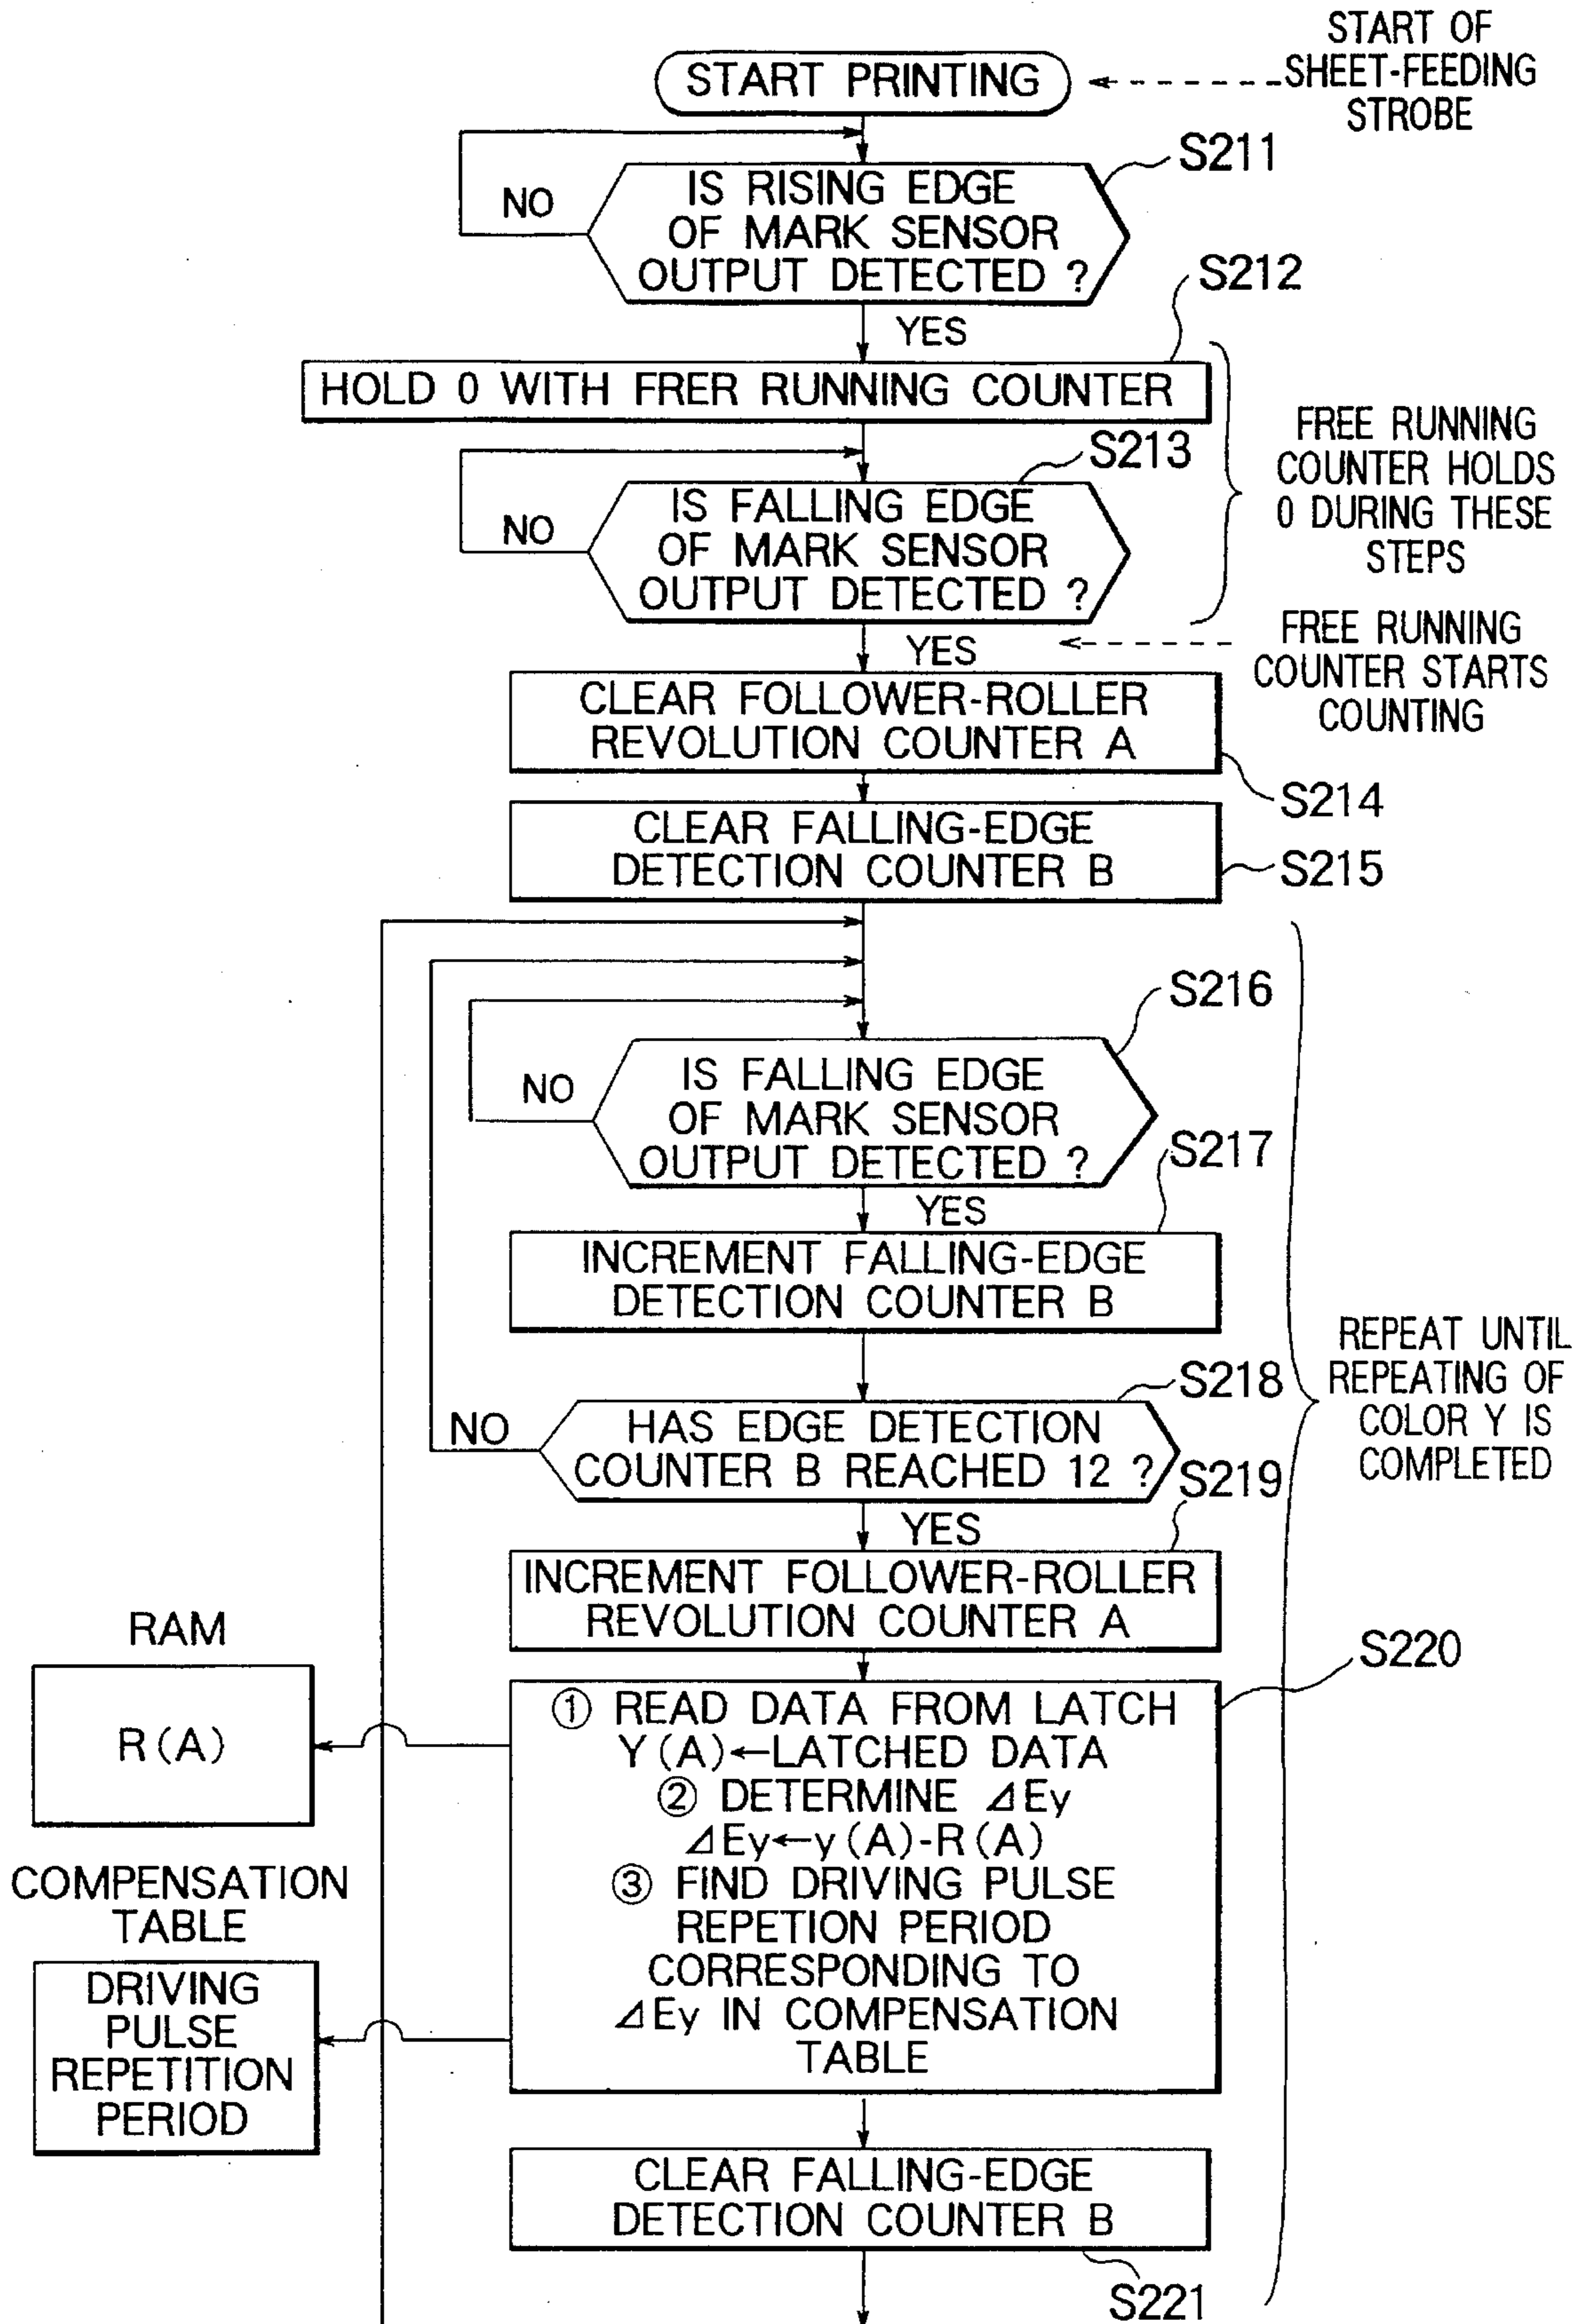 START OF
SHEET-FEEDING
STROBE
START PRINTING
S211
IS RISING EDGE
OF MARK SENSOR
OUTPUT DETECTED ?
NO
YES
S212
HOLD 0 WITH FRER RUNNING COUNTER
FREE RUNNING
COUNTER HOLDS
0 DURING THESE
STEPS
S213
IS FALLING EDGE
OF MARK SENSOR
OUTPUT DETECTED ?
NO
YES
FREE RUNNING
COUNTER STARTS
COUNTING
CLEAR FOLLOWER-ROLLER
REVOLUTION COUNTER A
S214
CLEAR FALLING-EDGE
DETECTION COUNTER B
S215
S216
IS FALLING EDGE
OF MARK SENSOR
OUTPUT DETECTED ?
NO
YES
S217
INCREMENT FALLING-EDGE
DETECTION COUNTER B
REPEAT UNTIL
REPEATING OF
COLOR Y IS
COMPLETED
S218
HAS EDGE DETECTION
COUNTER B REACHED 12 ?
NO
YES
S219
INCREMENT FOLLOWER-ROLLER
REVOLUTION COUNTER A
RAM
R(A)
S220
① READ DATA FROM LATCH
Y(A)←LATCHED DATA
② DETERMINE ⊿Ey
⊿Ey←y(A)-R(A)
③ FIND DRIVING PULSE
REPETION PERIOD
CORRESPONDING TO
⊿Ey IN COMPENSATION
TABLE
COMPENSATION
TABLE
DRIVING
PULSE
REPETITION
PERIOD
CLEAR FALLING-EDGE
DETECTION COUNTER B
S221